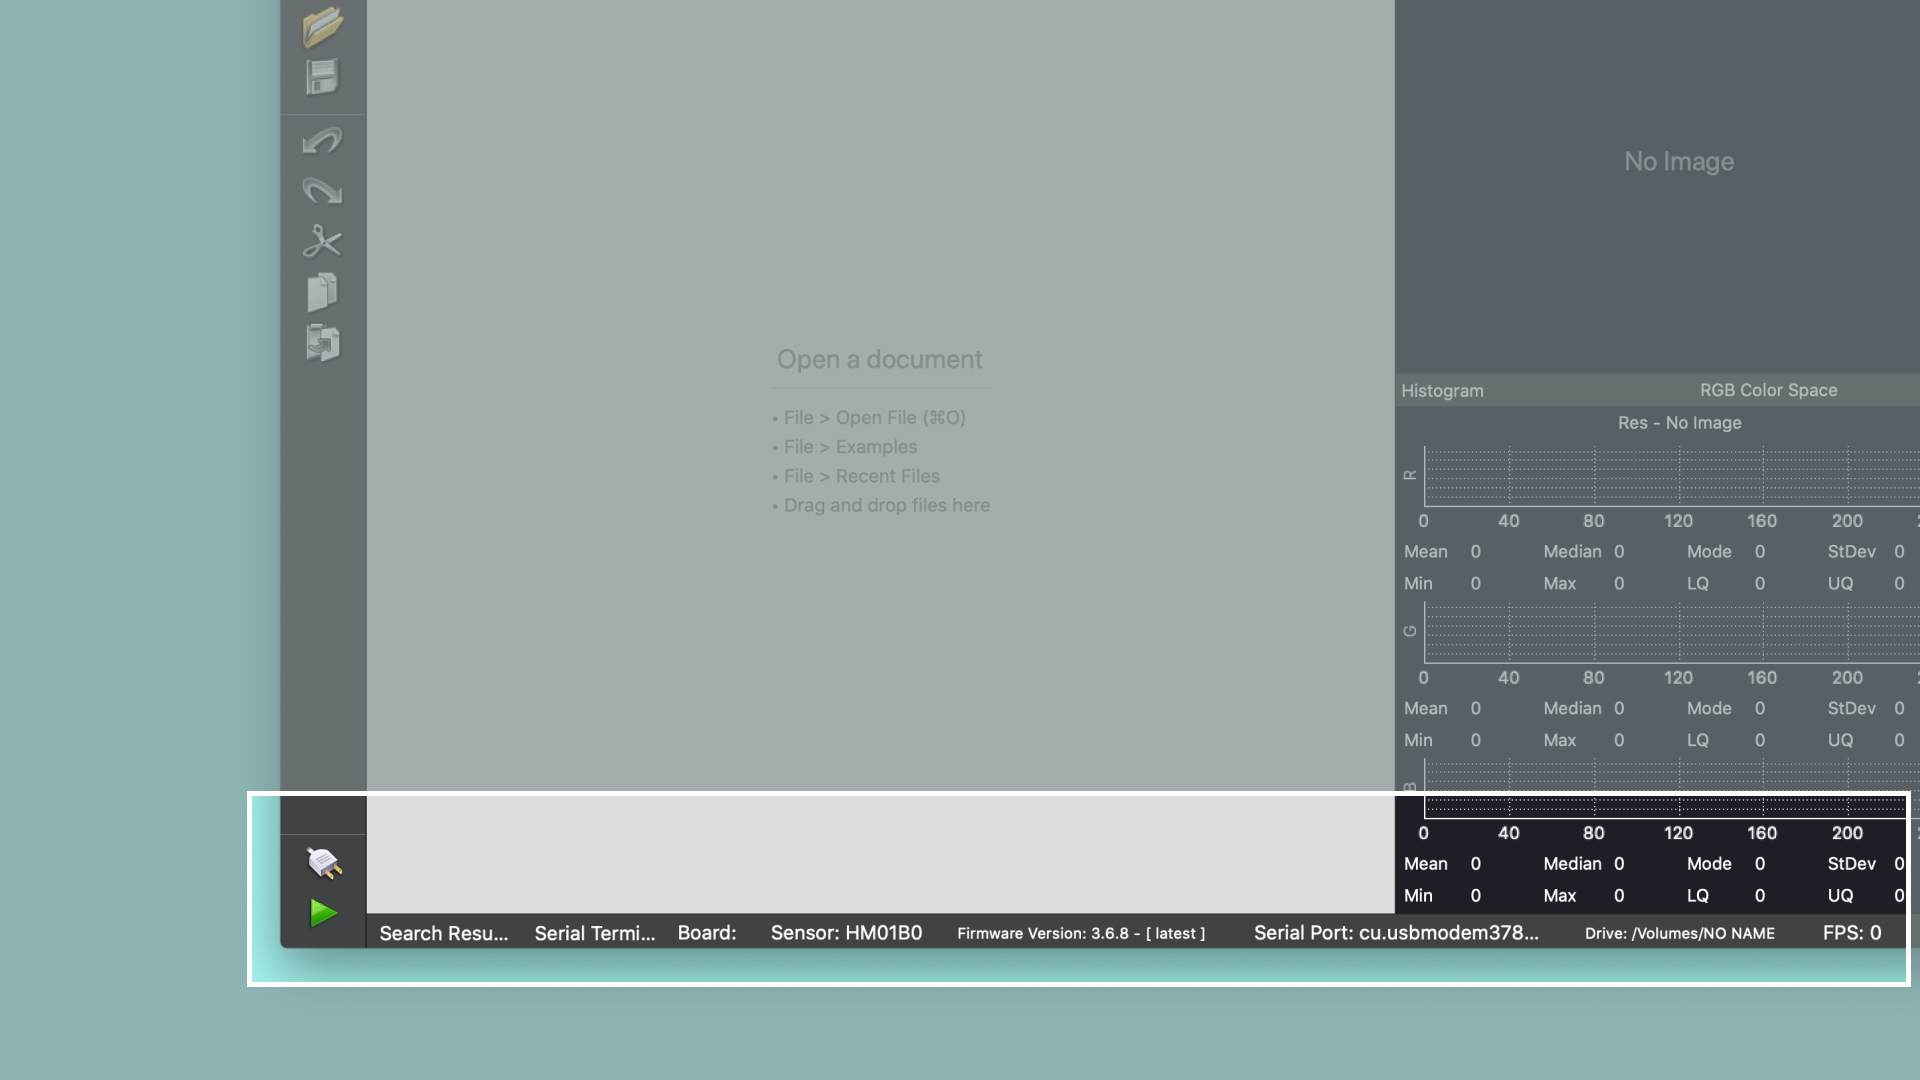 No Image
Open a document
• File > Open File (⌘O)
• File > Examples
• File > Recent Files
• Drag and drop files here
Histogram RGB Color Space
Res - No Image
R
0 40 80 120 160 200
Mean 0 Median 0 Mode 0 StDev 0
Min 0 Max 0 LQ 0 UQ 0
G
0 40 80 120 160 200
Mean 0 Median 0 Mode 0 StDev 0
Min 0 Max 0 LQ 0 UQ 0
B
0 40 80 120 160 200
Mean 0 Median 0 Mode 0 StDev 0
Min 0 Max 0 LQ 0 UQ 0
Search Resu... Serial Termi... Board: Sensor: HM01B0 Firmware Version: 3.6.8 - [ latest ] Serial Port: cu.usbmodem378... Drive: /Volumes/NO NAME FPS: 0